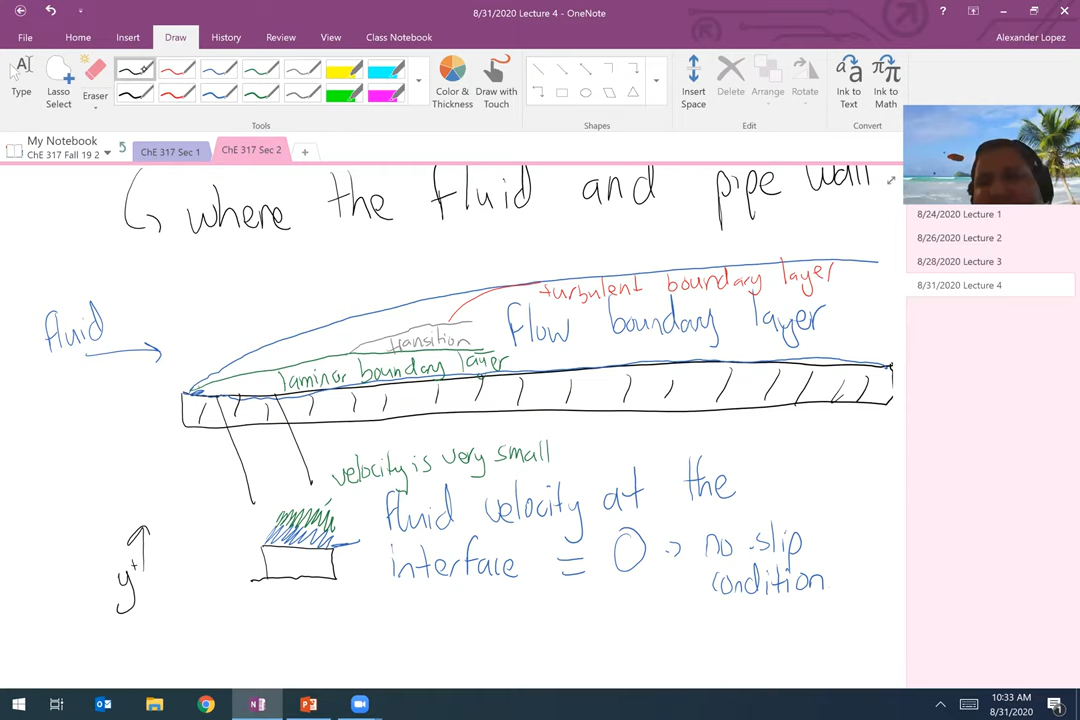 8/31/2020 Lecture 4 - OneNote
File
Home
Insert
Draw
History
Review
View
Class Notebook
Alexander Lopez
Type
Lasso
Select
Eraser
Color &
Thickness
Draw with
Touch
Insert
Space
Delete
Arrange
Rotate
Ink to
Text
Ink to
Math
Tools
Shapes
Edit
Convert
My Notebook
ChE 317 Fall 19 2
ChE 317 Sec 1
ChE 317 Sec 2
8/24/2020 Lecture 1
8/26/2020 Lecture 2
8/28/2020 Lecture 3
8/31/2020 Lecture 4
where the fluid and pipe wall
fluid
turbulent boundary layer
flow boundary layer
transition
laminar boundary layer
velocity is very small
fluid velocity at the
interface = 0 → no slip
condition
y+
10:33 AM
8/31/2020